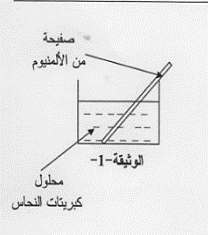 صفيحة
من الألمنيوم
الوثيقة-1-
محلول
كبريتات النحاس